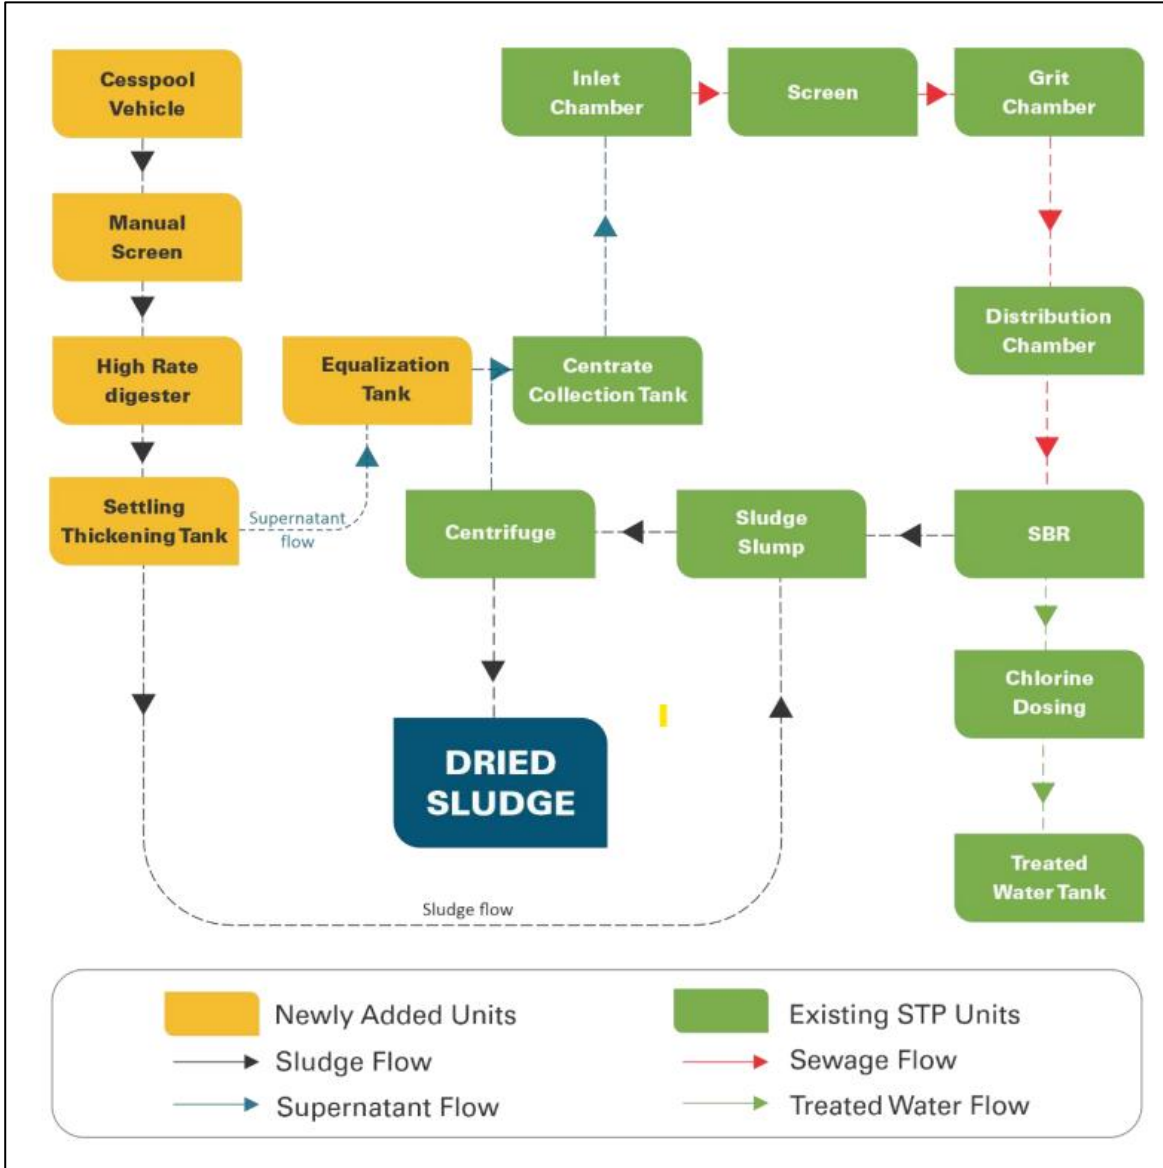 Cesspool
Vehicle
Inlet
Chamber
Screen
Grit
Chamber
Manual
Screen
Distribution
Chamber
High Rate
digester
Equalization
Tank
Centrate
Collection Tank
Settling
Thickening Tank
Supernatant
flow
Centrifuge
Sludge
Slump
SBR
Chlorine
Dosing
DRIED
SLUDGE
Treated
Water Tank
Sludge flow
Newly Added Units
Existing STP Units
Sludge Flow
Sewage Flow
Supernatant Flow
Treated Water Flow